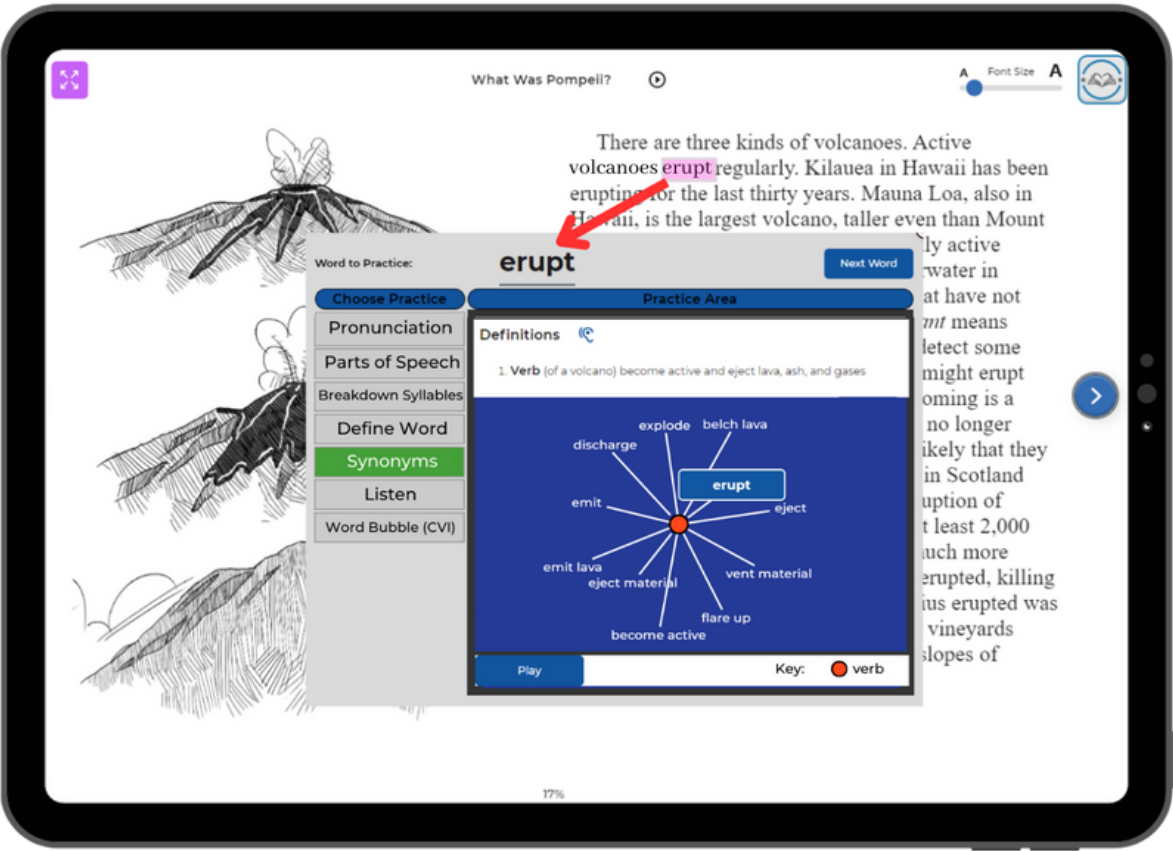 What Was Pompeii?
A Font Size A
There are three kinds of volcanoes. Active
volcanoes erupt regularly. Kilauea in Hawaii has been
erupting for the last thirty years. Mauna Loa, also in
Hawaii, is the largest volcano, taller even than Mount
ly active
water in
at have not
means
detect some
might erupt
oming is a
no longer
ikely that they
in Scotland
uption of
t least 2,000
much more
erupted, killing
ius erupted was
vineyards
slopes of
Word to Practice:
erupt
Next Word
Choose Practice
Pronunciation
Parts of Speech
Breakdown Syllables
Define Word
Synonyms
Listen
Word Bubble (CVI)
Practice Area
Definitions
1. Verb (of a volcano) become active and eject lava, ash, and gases
explode
belch lava
discharge
erupt
emit
eject
emit lava
eject material
vent material
flare up
become active
Play
Key:
verb
17%